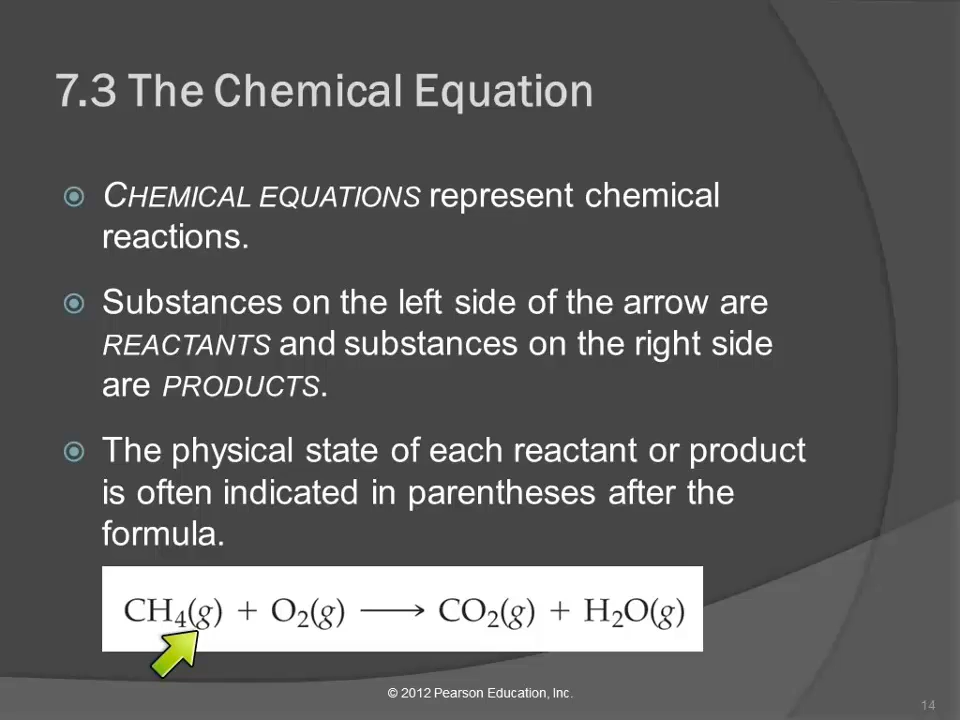 7.3 The Chemical Equation
CHEMICAL EQUATIONS represent chemical
reactions.
Substances on the left side of the arrow are
REACTANTS and substances on the right side
are PRODUCTS.
The physical state of each reactant or product
is often indicated in parentheses after the
formula.
CH₄(g) + O₂(g) ⟶ CO₂(g) + H₂O(g)
© 2012 Pearson Education, Inc.
14